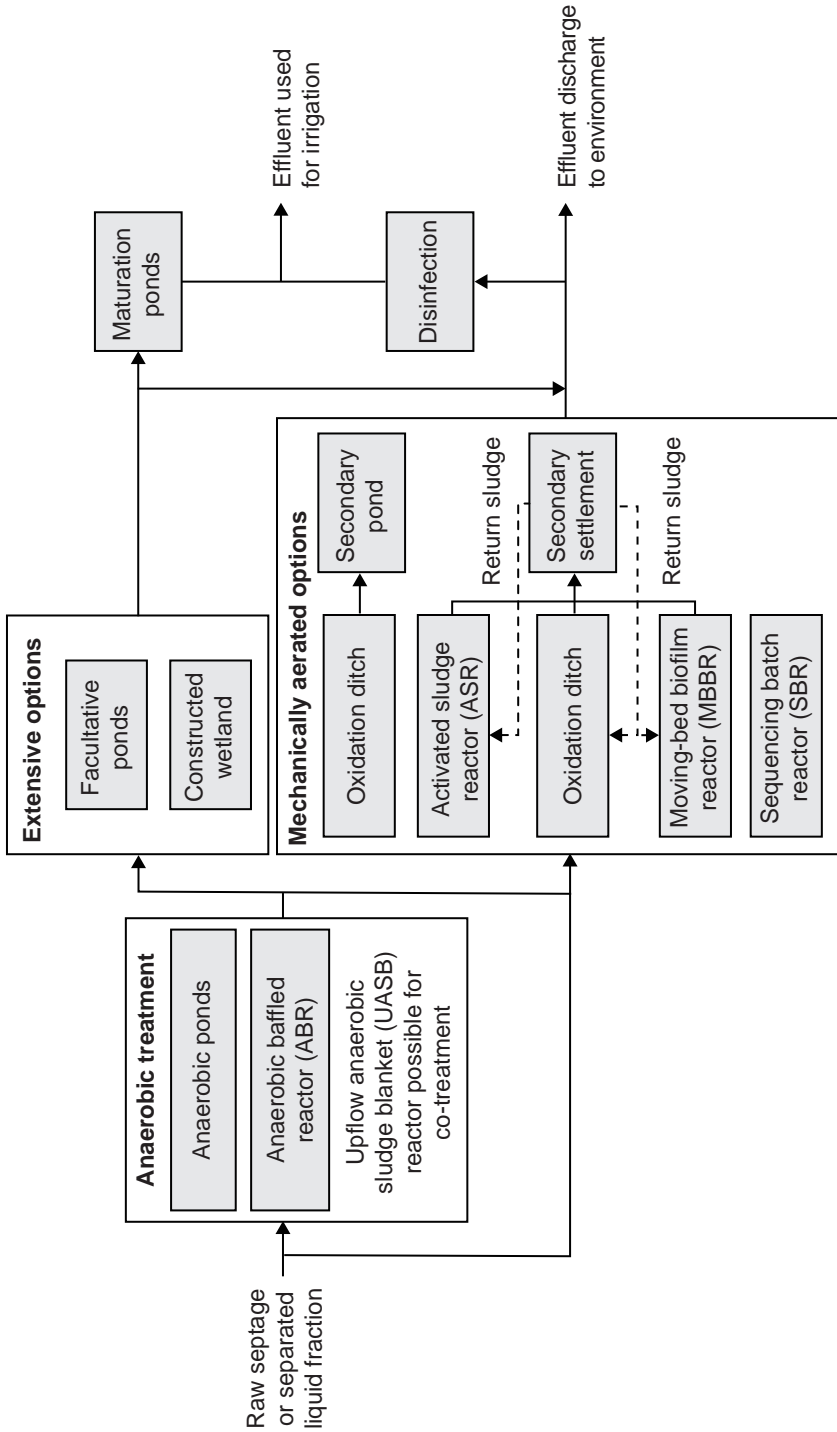 Raw septage
or separated
liquid fraction
Anaerobic treatment
Anaerobic ponds
Anaerobic baffled
reactor (ABR)
Upflow anaerobic
sludge blanket (UASB)
reactor possible for
co-treatment
Extensive options
Facultative
ponds
Constructed
wetland
Mechanically aerated options
Oxidation ditch
Secondary
pond
Activated sludge
reactor (ASR)
Return sludge
Oxidation ditch
Secondary
settlement
Return sludge
Moving-bed biofilm
reactor (MBBR)
Sequencing batch
reactor (SBR)
Maturation
ponds
Disinfection
Effluent used
for irrigation
Effluent discharge
to environment